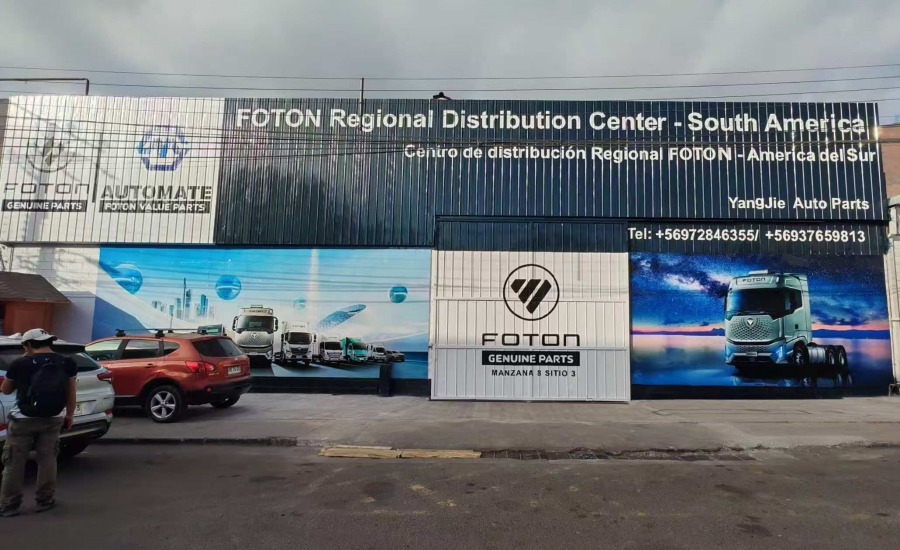 FOTON Regional Distribution Center - South America
Centro de distribución Regional FOTON - America del Sur
YangJie Auto Parts
Tel: +56972846355/ +56937659813
FOTON
GENUINE PARTS
AUTOMATE
FOTON VALUE PARTS
FOTON
GENUINE PARTS
MANZANA 8 SITIO 3
FOTON